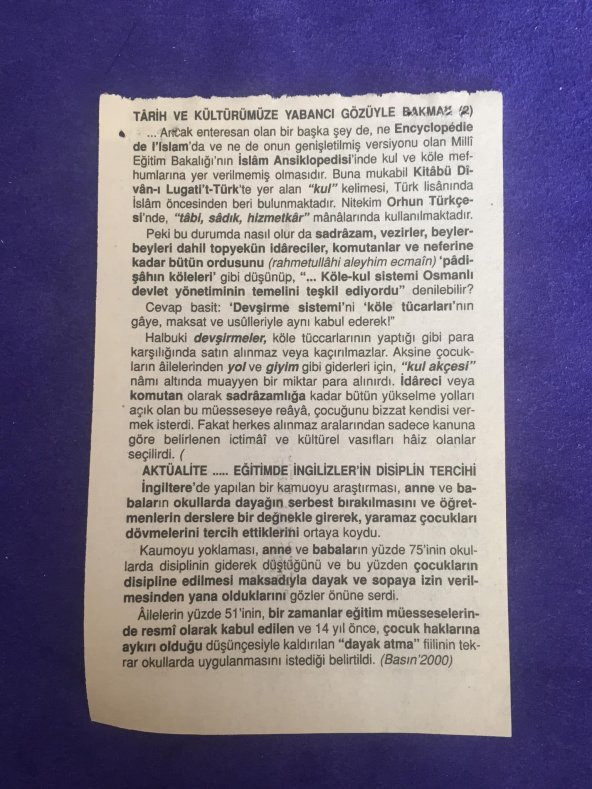 TÂRİH VE KÜLTÜRÜMÜZE YABANCI GÖZÜYLE BAKMAK (2)
... Ancak enteresan olan bir başka şey de, ne Encyclopédie
de l'İslam'da ve ne de onun genişletilmiş versiyonu olan Millî
Eğitim Bakalığı'nın İslâm Ansiklopedisi'inde kul ve köle mef-
humlarına yer verilmemiş olmasıdır. Buna mukabil Kitâbü Dî-
vân-ı Lugati't-Türk'te yer alan "kul" kelimesi, Türk lisânında
İslâm öncesinden beri bulunmaktadır. Nitekim Orhun Türkçe-
si'nde, "tâbi, sâdık, hizmetkâr" mânâlarında kullanılmaktadır.
Peki bu durumda nasıl olur da sadrâzam, vezirler, beyler-
beyleri dahil topyekün idâreciler, komutanlar ve neferine
kadar bütün ordusunu (rahmetullâhi aleyhim ecmaîn) 'pâdi-
şâhın köleleri' gibi düşünüp, "... Köle-kul sistemi Osmanlı
devlet yönetiminin temelini teşkil ediyordu" denilebilir?
Cevap basit: 'Devşirme sistemi'ni 'köle tücarları'nın
gâye, maksat ve usûlleriyle aynı kabul ederek!"
Halbuki devşirmeler, köle tüccarlarının yaptığı gibi para
karşılığında satın alınmaz veya kaçırılmazlar. Aksine çocuk-
ların âilelerinden yol ve giyim gibi giderleri için, "kul akçesi"
nâmı altında muayyen bir miktar para alınırdı. İdâreci veya
komutan olarak sadrâzamlığa kadar bütün yükselme yolları
açık olan bu müesseseye reâyâ, çocuğunu bizzat kendisi ver-
mek isterdi. Fakat herkes alınmaz aralarından sadece kanuna
göre belirlenen ictimâî ve kültürel vasıfları hâiz olanlar
seçilirdi. (
AKTÜALİTE ..... EĞİTİMDE İNGİLİZLER'İN DİSİPLİN TERCİHİ
İngiltere'de yapılan bir kamuoyu araştırması, anne ve ba-
baların okullarda dayağın serbest bırakılmasını ve öğret-
menlerin derslere bir değnekle girerek, yaramaz çocukları
dövmelerini tercih ettiklerini ortaya koydu.
Kaumoyu yoklaması, anne ve babaların yüzde 75'inin okul-
larda disiplinin giderek düştüğünü ve bu yüzden çocukların
disipline edilmesi maksadıyla dayak ve sopaya izin veril-
mesinden yana olduklarını gözler önüne serdi.
Âilelerin yüzde 51'inin, bir zamanlar eğitim müesseselerin-
de resmî olarak kabul edilen ve 14 yıl önce, çocuk haklarına
aykırı olduğu düşünçesiyle kaldırılan "dayak atma" fiilinin tek-
rar okullarda uygulanmasını istediği belirtildi. (Basın'2000)